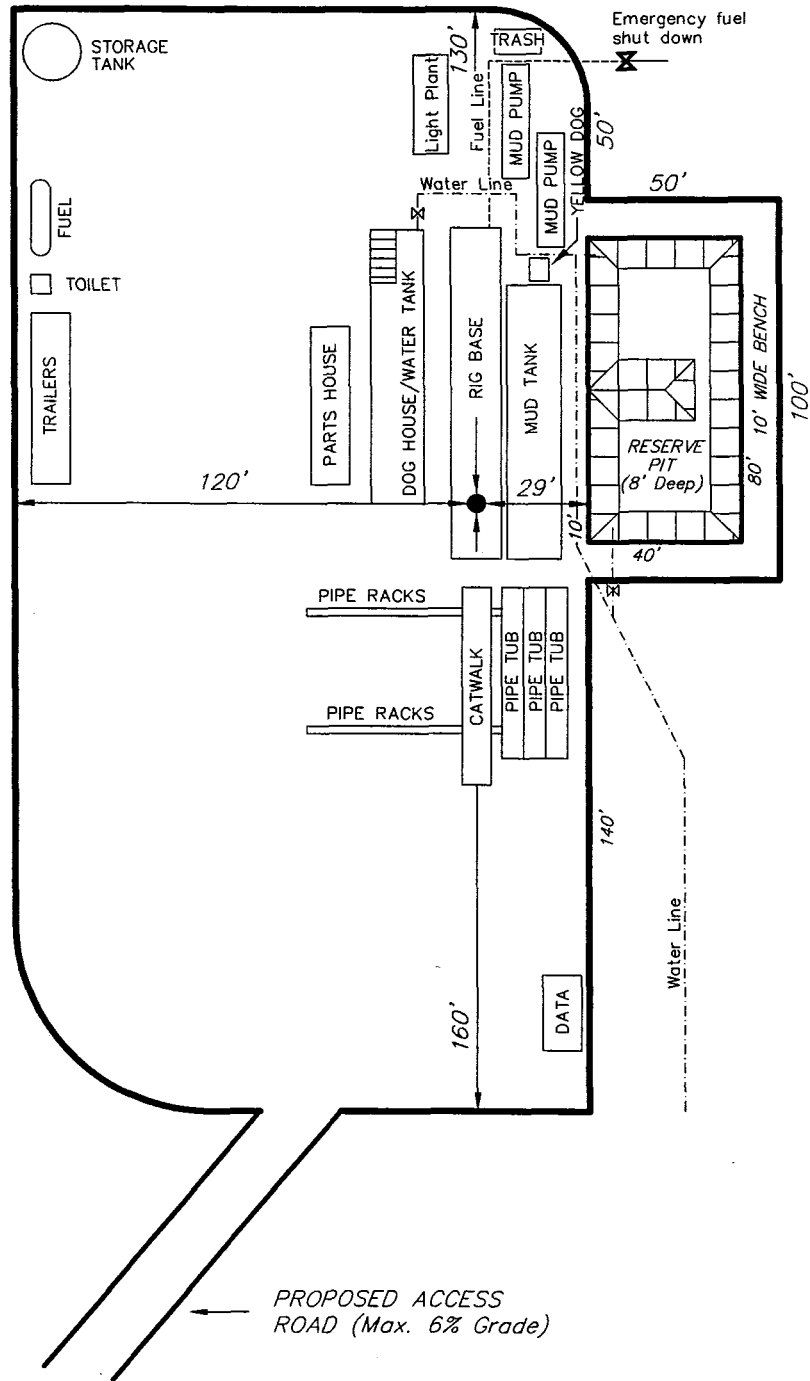 Emergency fuel
shut down
TRASH
STORAGE
TANK
130'
Light Plant
Fuel Line
MUD PUMP
MUD PUMP
YELLOW DOG
50'
50'
Water Line
FUEL
TOILET
TRAILERS
PARTS HOUSE
DOG HOUSE/WATER TANK
RIG BASE
MUD TANK
RESERVE
PIT
(8' Deep)
80'
10' WIDE BENCH
100'
120'
29'
10'
40'
PIPE RACKS
PIPE RACKS
CATWALK
PIPE TUB
PIPE TUB
PIPE TUB
140'
Water Line
160'
DATA
PROPOSED ACCESS
ROAD (Max. 6% Grade)